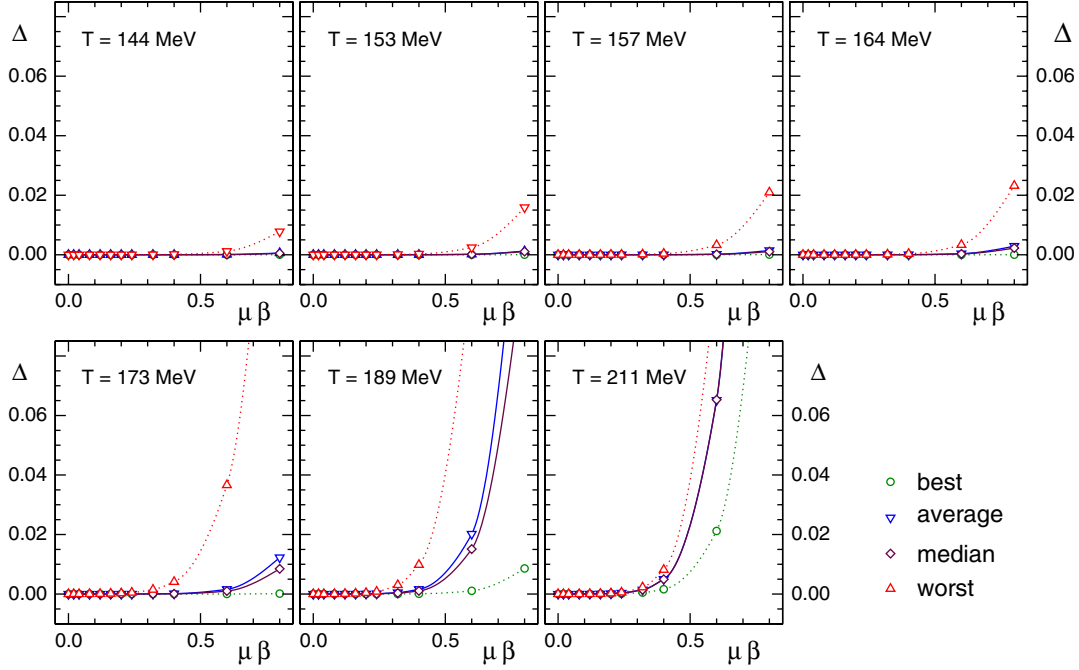 Δ T = 144 MeV T = 153 MeV T = 157 MeV T = 164 MeV Δ
0.06 0.06
0.04 0.04
0.02 0.02
0.00 0.00
0.0 0.5 μ β 0.0 0.5 μ β 0.0 0.5 μ β 0.0 0.5 μ β
Δ T = 173 MeV T = 189 MeV T = 211 MeV Δ
0.06 0.06
0.04 0.04
0.02 0.02
0.00 0.00
0.0 0.5 μ β 0.0 0.5 μ β 0.0 0.5 μ β
best
average
median
worst